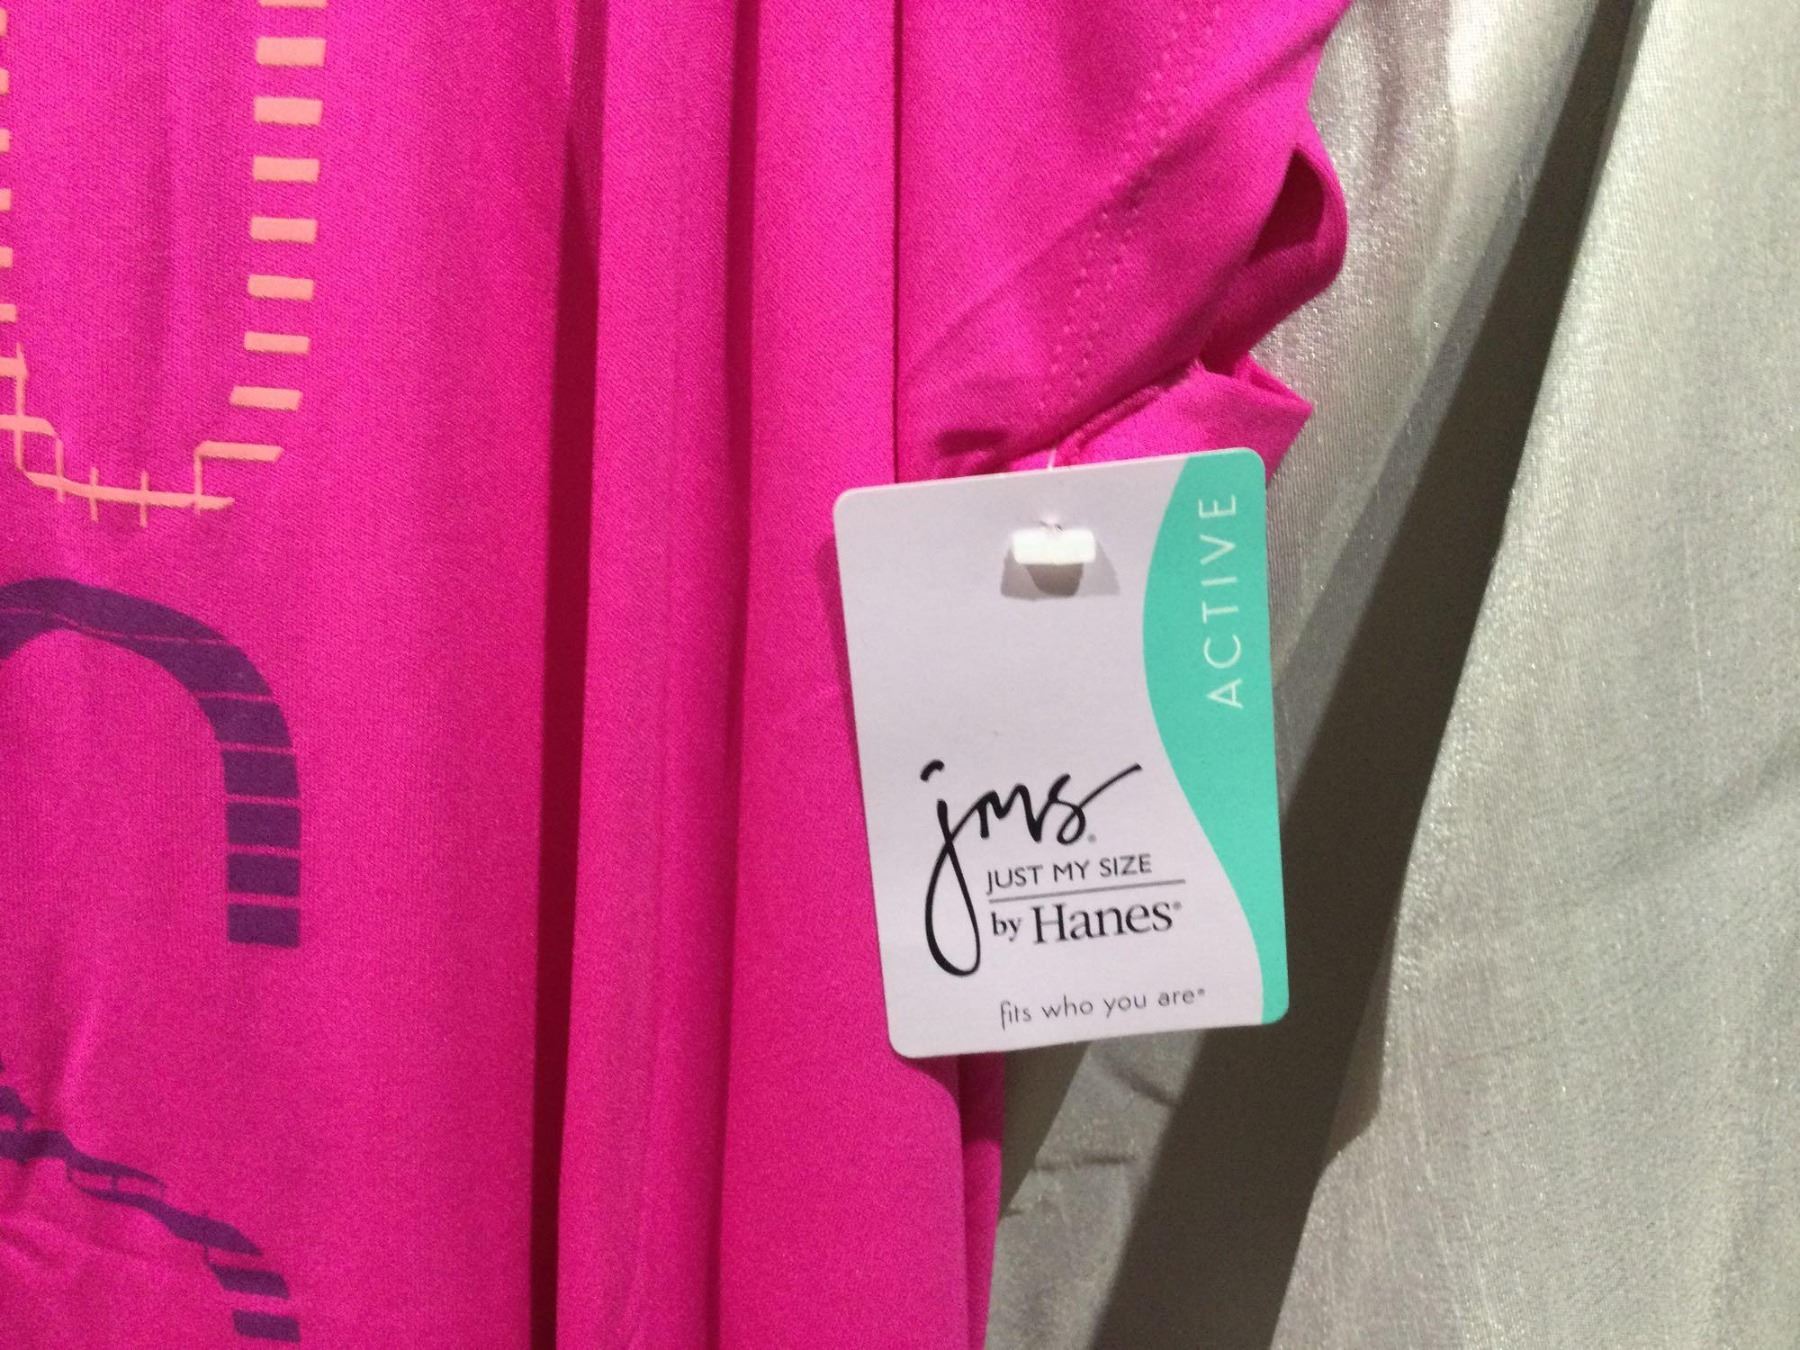 ACTIVE
jms®
JUST MY SIZE
by Hanes®
fits who you are®